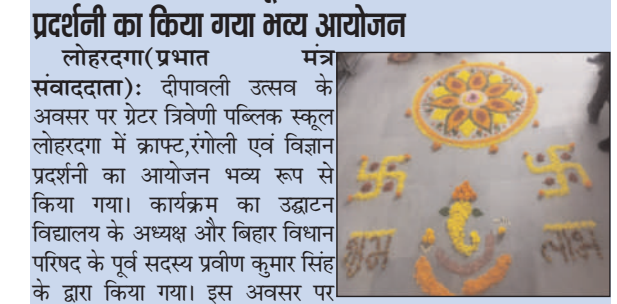 प्रदर्शनी का किया गया भव्य आयोजन
लोहरदगा(प्रभात मंत्र
संवाददाता): दीपावली उत्सव के
अवसर पर ग्रेटर त्रिवेणी पब्लिक स्कूल
लोहरदगा में क्राफ्ट,रंगोली एवं विज्ञान
प्रदर्शनी का आयोजन भव्य रूप से
किया गया। कार्यक्रम का उद्घाटन
विद्यालय के अध्यक्ष और बिहार विधान
परिषद के पूर्व सदस्य प्रवीण कुमार सिंह
के द्वारा किया गया। इस अवसर पर
शुभ लाभ